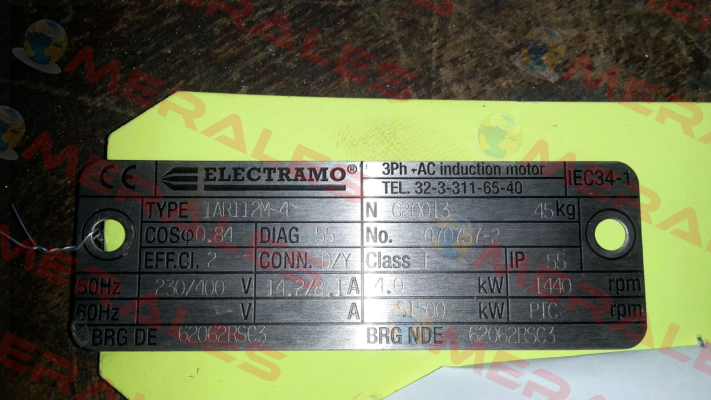 MERALES
CE ELECTRAMO® 3Ph ~AC induction motor IEC34-1
TEL. 32-3-311-65-40
TYPE 1AR112M-4 N G20013 45 kg
COSφ 0.84 DIAG 55 No. 070757-2
EFF.Cl. 2 CONN. D/Y Class F IP 55
50Hz 230/400 V 14.2/8.1 A 4.0 kW 1440 rpm
60Hz V A kW PTC rpm
BRG DE 62062RSC3 BRG NDE 62062RSC3